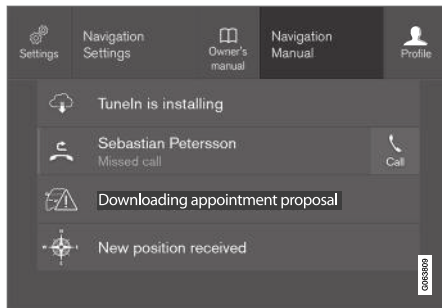 Settings
Navigation
Settings
Owner's
manual
Navigation
Manual
Profile
TuneIn is installing
Sebastian Petersson
Missed call
Call
Downloading appointment proposal
New position received
G063809